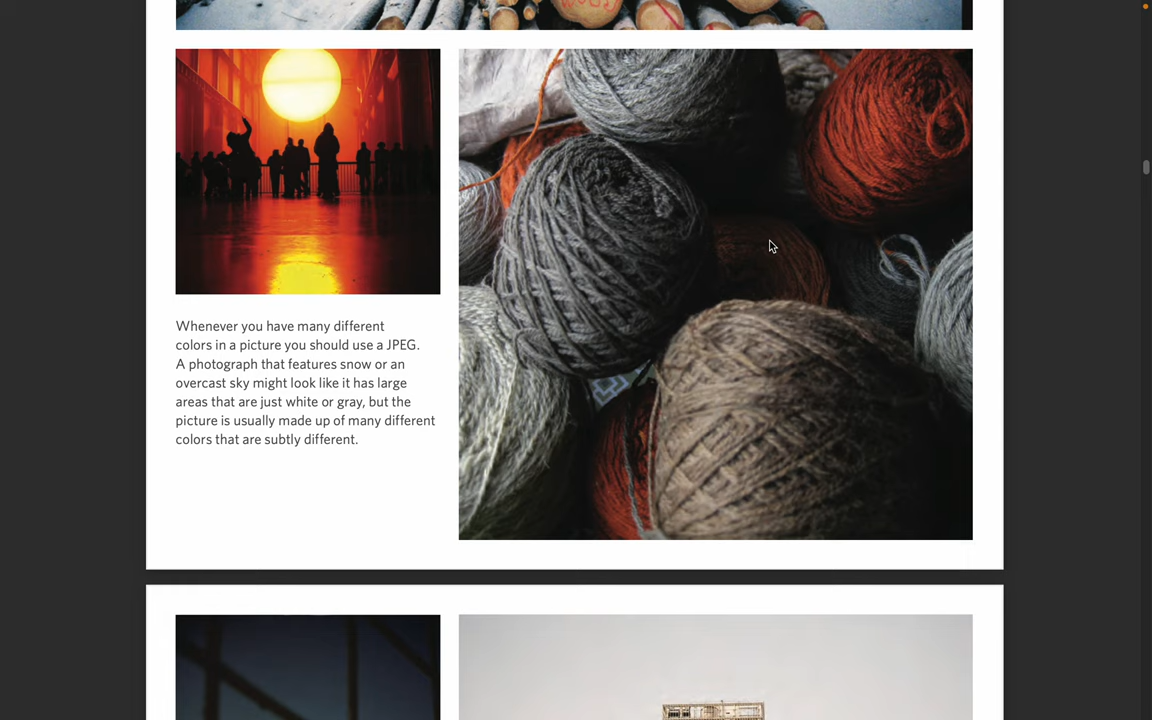 Whenever you have many different
colors in a picture you should use a JPEG.
A photograph that features snow or an
overcast sky might look like it has large
areas that are just white or gray, but the
picture is usually made up of many different
colors that are subtly different.